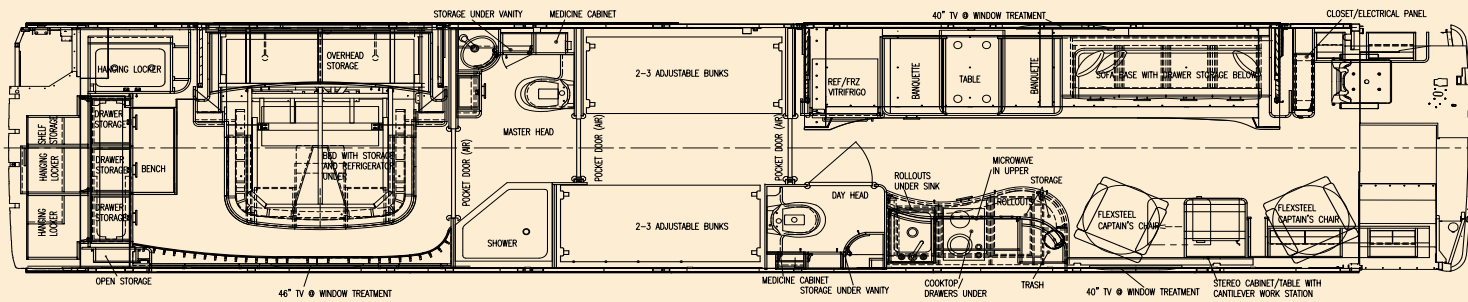 STORAGE UNDER VANITY
MEDICINE CABINET
40" TV @ WINDOW TREATMENT
CLOSET/ELECTRICAL PANEL
HANGING LOCKER
OVERHEAD
STORAGE
2-3 ADJUSTABLE BUNKS
REF/FRZ
VITRIFRIGO
BANQUETTE
TABLE
BANQUETTE
SOFA BASE WITH DRAWER STORAGE BELOW
DRAWER
STORAGE
SHELF
STORAGE
MASTER HEAD
POCKET DOOR (AIR)
POCKET DOOR (AIR)
POCKET DOOR (AIR)
HANGING
LOCKER
DRAWER
STORAGE
BENCH
BED WITH STORAGE
AND REFRIGERATOR
UNDER
MICROWAVE
IN UPPER
ROLLOUTS
UNDER SINK
STORAGE
ROLLOUTS
DAY HEAD
HANGING
LOCKER
DRAWER
STORAGE
SHOWER
2-3 ADJUSTABLE BUNKS
FLEXSTEEL
CAPTAIN'S CHAIR
FLEXSTEEL
CAPTAIN'S CHAIR
OPEN STORAGE
46" TV @ WINDOW TREATMENT
MEDICINE CABINET
STORAGE UNDER VANITY
COOKTOP
DRAWERS UNDER
TRASH
40" TV @ WINDOW TREATMENT
STEREO CABINET/TABLE WITH
CANTILEVER WORK STATION